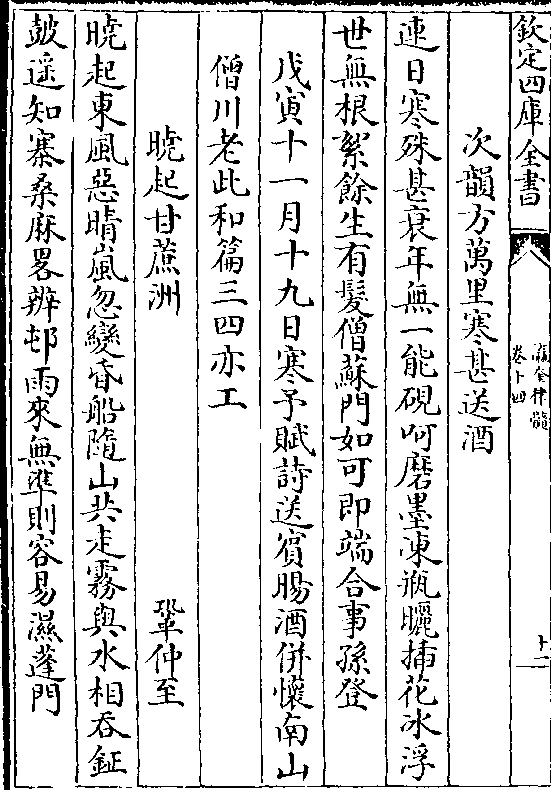 欽定四庫全書
瀛奎律髓
卷十四
十二
次韻方萬里寒甚送酒
連日寒殊甚衰年無一能硯呵磨墨凍瓶曬揷花冰浮
世無根絮餘生有髮僧蘇門如可即端合事孫登
戊寅十一月十九日寒予賦詩送賓暘酒併懷南山
僧川老此和篇三四亦工
曉起甘蔗洲 鞏仲至
曉起東風惡晴嵐忽變昏船隨山共走霧與水相吞鉦
皷遥知寨桑麻畧辨邨雨來無準則容易濕蓬門